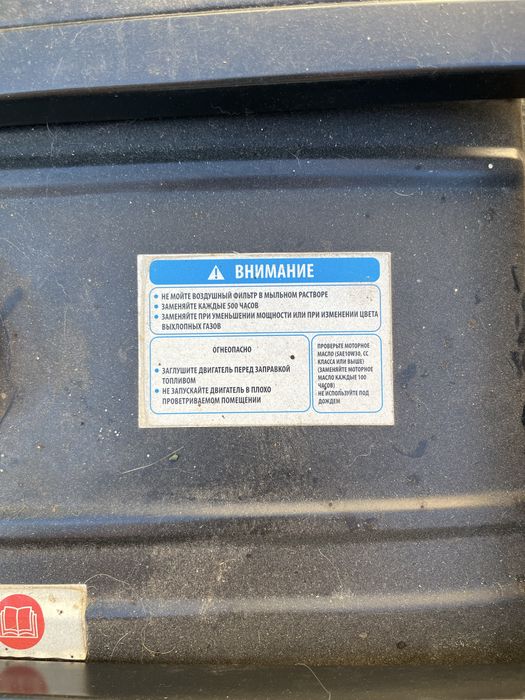 ВНИМАНИЕ
• НЕ МОЙТЕ ВОЗДУШНЫЙ ФИЛЬТР В МЫЛЬНОМ РАСТВОРЕ
• ЗАМЕНЯЙТЕ КАЖДЫЕ 500 ЧАСОВ
• ЗАМЕНЯЙТЕ ПРИ УМЕНЬШЕНИИ МОЩНОСТИ ИЛИ ПРИ ИЗМЕНЕНИИ ЦВЕТА
ВЫХЛОПНЫХ ГАЗОВ
ОГНЕОПАСНО
• ЗАГЛУШИТЕ ДВИГАТЕЛЬ ПЕРЕД ЗАПРАВКОЙ
ТОПЛИВОМ
• НЕ ЗАПУСКАЙТЕ ДВИГАТЕЛЬ В ПЛОХО
ПРОВЕТРИВАЕМОМ ПОМЕЩЕНИИ
ПРОВЕРЬТЕ МОТОРНОЕ
МАСЛО (SAE10W30, CC
КЛАССА ИЛИ ВЫШЕ)
(ЗАМЕНЯЙТЕ МОТОРНОЕ
МАСЛО КАЖДЫЕ 100
ЧАСОВ)
НЕ ИСПОЛЬЗУЙТЕ ПОД
ДОЖДЕМ